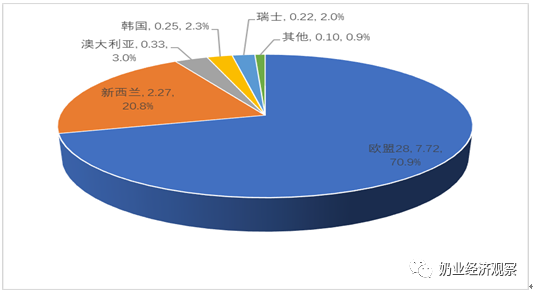 韩国, 0.25, 2.3%
瑞士, 0.22, 2.0%
澳大利亚, 0.33,
3.0%
其他, 0.10, 0.9%
新西兰, 2.27,
20.8%
欧盟28, 7.72,
70.9%
奶业经济观察